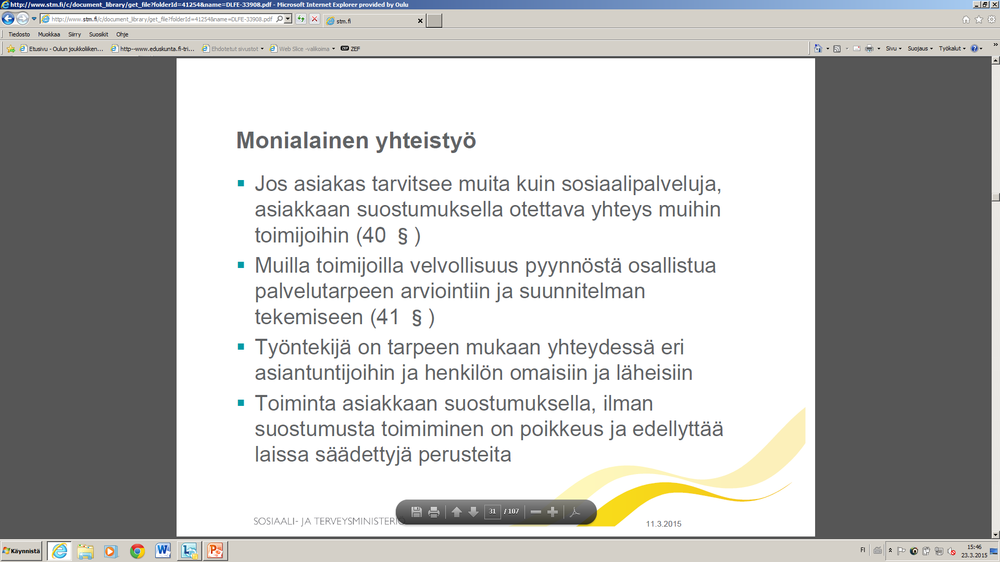 http://www.stm.fi/c/document_library/get_file?folderId=41254&name=DLFE-33908.pdf - Microsoft Internet Explorer provided by Oulu
http://www.stm.fi/c/document_library/get_file?folderId=41254&name=DLFE-33908.pdf
stm.fi
Tiedosto Muokkaa Siirry Suosikit Ohje
Etusivu - Oulun joukkoliiken... http--www.eduskunta.fi-tri... Ehdotetut sivustot Web Slice -valikoima ZEF ZEF
Sivu Suojaus Työkalut
Monialainen yhteistyö
Jos asiakas tarvitsee muita kuin sosiaalipalveluja,
asiakkaan suostumuksella otettava yhteys muihin
toimijoihin (40 §)
Muilla toimijoilla velvollisuus pyynnöstä osallistua
palvelutarpeen arviointiin ja suunnitelman
tekemiseen (41 §)
Työntekijä on tarpeen mukaan yhteydessä eri
asiantuntijoihin ja henkilön omaisiin ja läheisiin
Toiminta asiakkaan suostumuksella, ilman
suostumusta toimiminen on poikkeus ja edellyttää
laissa säädettyjä perusteita
31 / 107
SOSIAALI- JA TERVEYSMINISTERIÖ
11.3.2015
Käynnistä
FI
15:46
23.3.2015